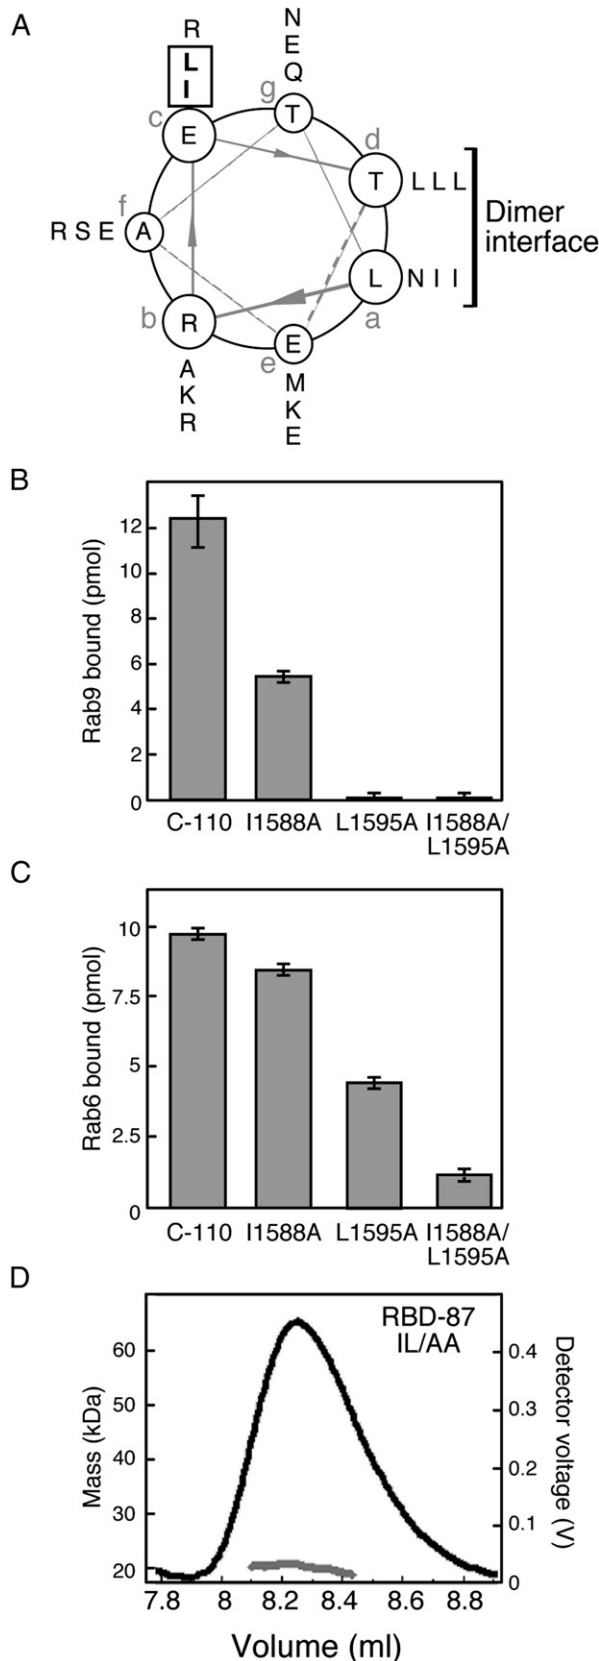 A
R
L
I
N
E
Q
c
E
g
T
d
T
L L L
Dimer
interface
f
R S E
A
L
N I I
b
R
e
E
a
A
K
R
M
K
E
B
Rab9 bound (pmol)
12
10
8
6
4
2
0
C-110
I1588A
L1595A
I1588A/
L1595A
C
Rab6 bound (pmol)
10
7.5
5
2.5
0
C-110
I1588A
L1595A
I1588A/
L1595A
D
RBD-87
IL/AA
Mass (kDa)
60
50
40
30
20
Detector voltage (V)
0.4
0.3
0.2
0.1
0
7.8
8
8.2
8.4
8.6
8.8
Volume (ml)